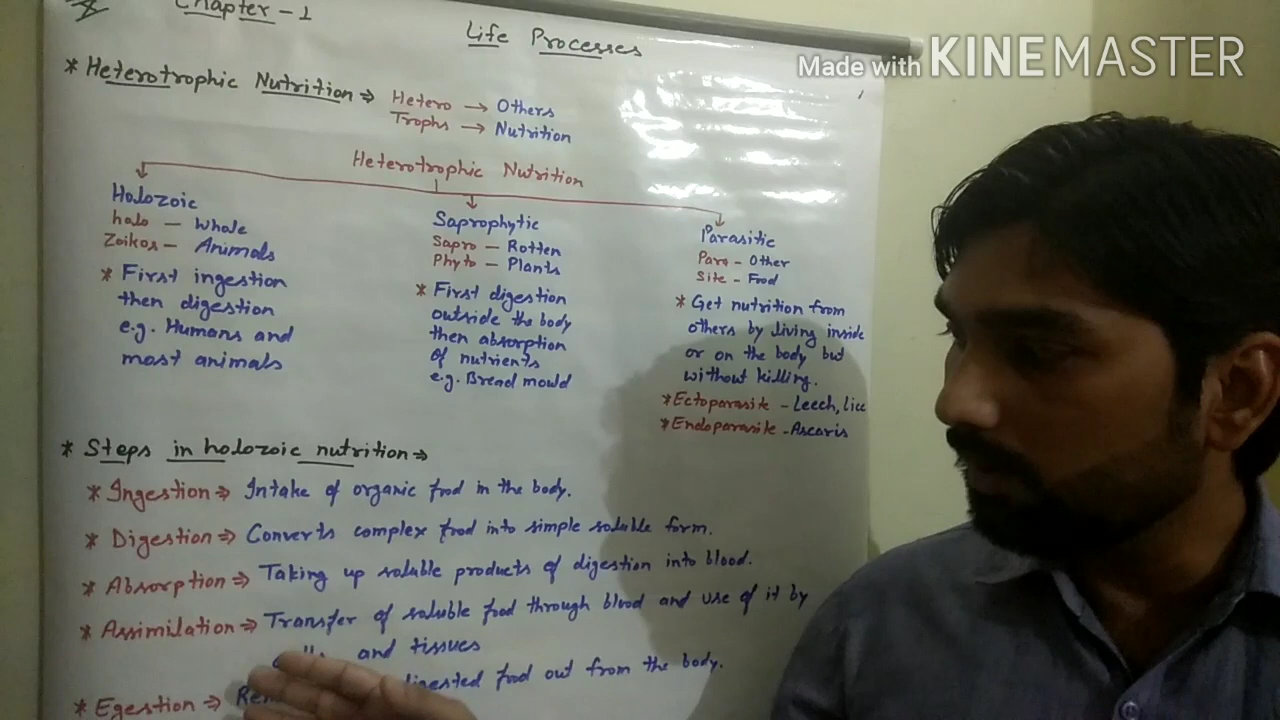 Chapter - 1
Life Processes
Made with KINEMASTER
* Heterotrophic Nutrition ⇒ Hetero → Others
Trophs → Nutrition
Heterotrophic Nutrition
Holozoic
halo - Whole
Zoikos - Animals
* First ingestion
then digestion
e.g. Humans and
most animals
Saprophytic
Sapro - Rotten
Phyto - Plants
* First digestion
outside the body
then absorption
of nutrients
e.g. Bread mould
Parasitic
Para - Other
Site - Food
* Get nutrition from
others by living inside
or on the body but
without killing.
* Ectoparasite - Leech, lice
* Endoparasite - Ascaris
* Steps in holozoic nutrition ⇒
* Ingestion ⇒ Intake of organic food in the body.
* Digestion ⇒ Converts complex food into simple soluble form.
* Absorption ⇒ Taking up soluble products of digestion into blood.
* Assimilation ⇒ Transfer of soluble food through blood and use of it by
and tissues
* Egestion ⇒ food out from the body.